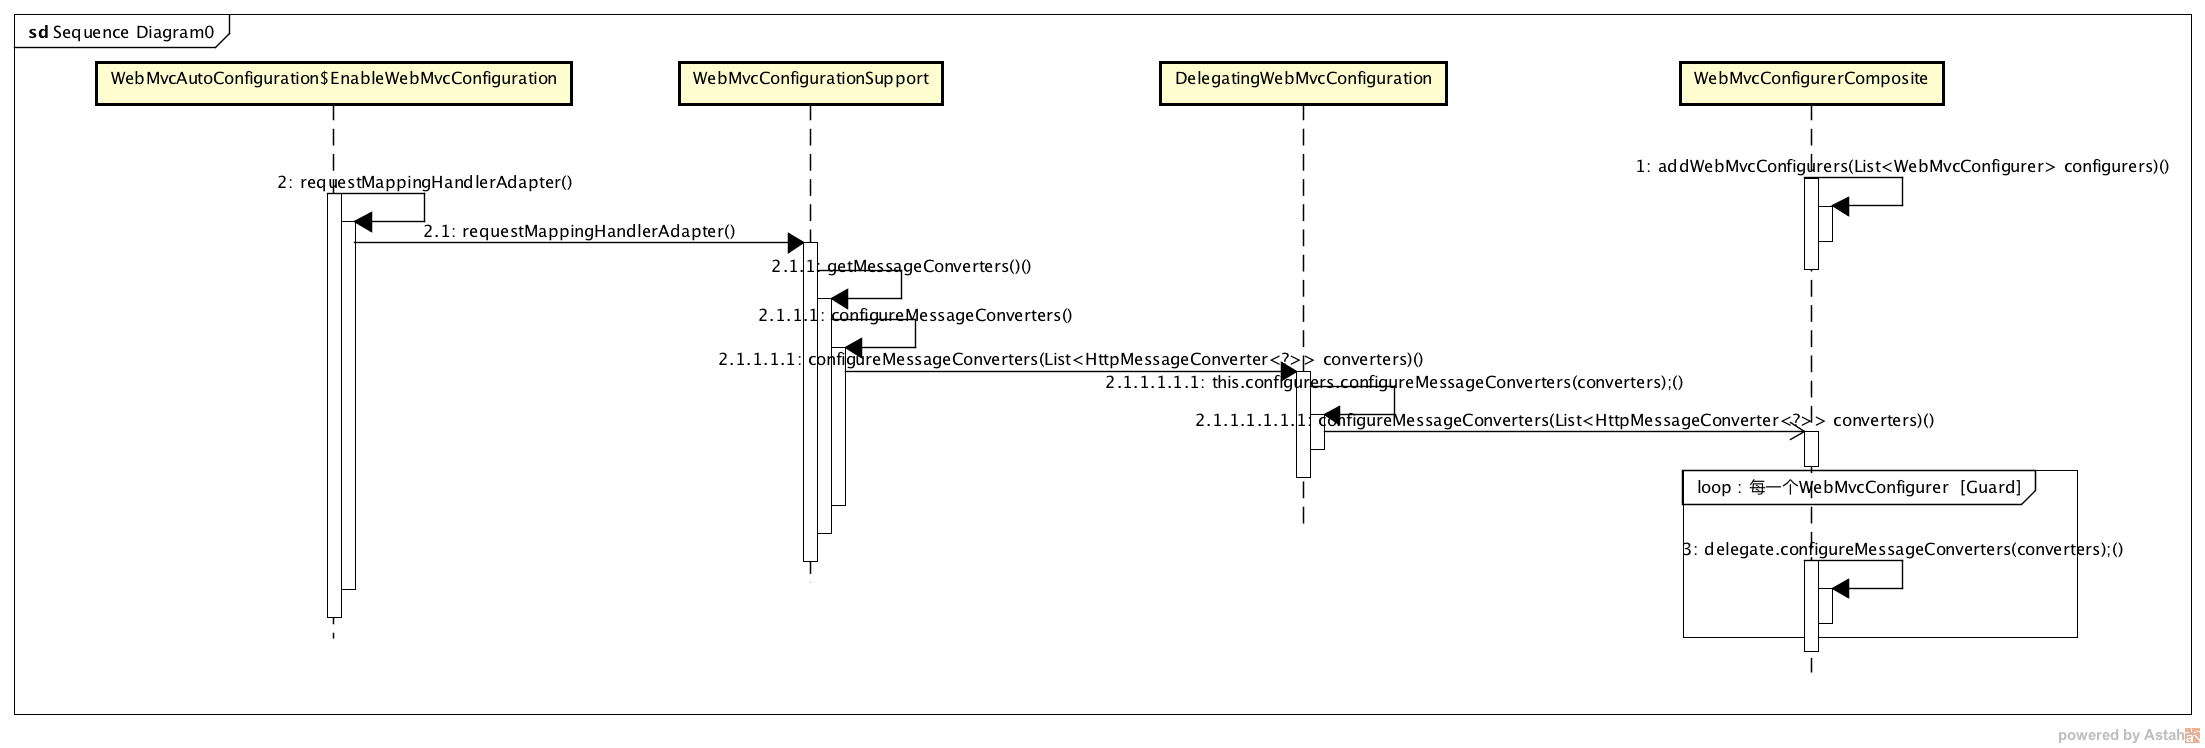 sd Sequence Diagram0
WebMvcAutoConfiguration$EnableWebMvcConfiguration
WebMvcConfigurationSupport
DelegatingWebMvcConfiguration
WebMvcConfigurerComposite
1: addWebMvcConfigurers(List<WebMvcConfigurer> configurers)()
2: requestMappingHandlerAdapter()
2.1: requestMappingHandlerAdapter()
2.1.1: getMessageConverters()()
2.1.1.1: configureMessageConverters()
2.1.1.1.1: configureMessageConverters(List<HttpMessageConverter<?>> converters)()
2.1.1.1.1.1: this.configurers.configureMessageConverters(converters);()
2.1.1.1.1.1.1: configureMessageConverters(List<HttpMessageConverter<?>> converters)()
loop : 每一个WebMvcConfigurer [Guard]
3: delegate.configureMessageConverters(converters);()
powered by Astah